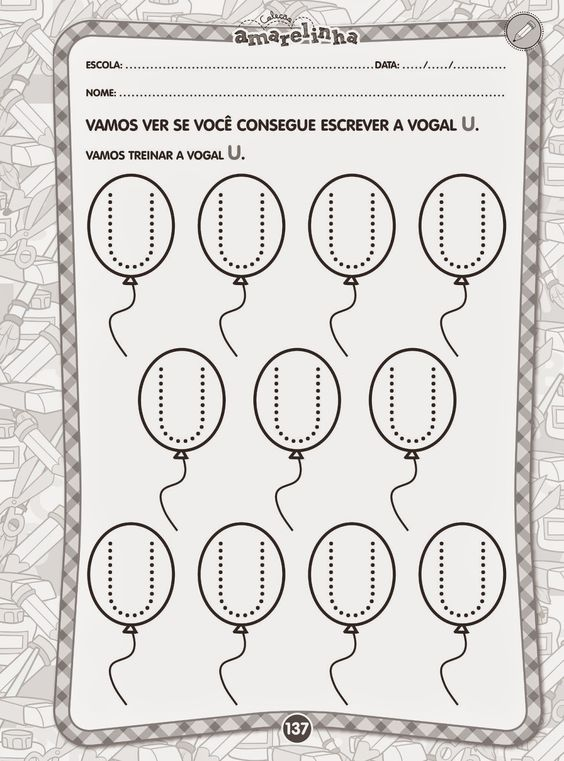 Coleção
amarelinha
ESCOLA: ..................................................... DATA: ...../...../............
NOME: ....................................................................................
VAMOS VER SE VOCÊ CONSEGUE ESCREVER A VOGAL U.
VAMOS TREINAR A VOGAL U.
U U U U
U U U
U U U U
137